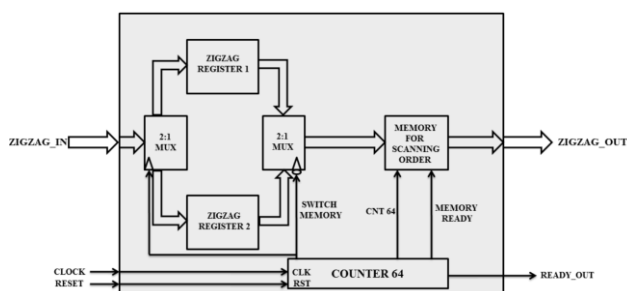 ZIGZAG
REGISTER 1
ZIGZAG_IN
2:1
MUX
2:1
MUX
MEMORY
FOR
SCANNING
ORDER
ZIGZAG_OUT
ZIGZAG
REGISTER 2
SWITCH
MEMORY
CNT 64
MEMORY
READY
CLOCK
CLK
COUNTER 64
READY_OUT
RESET
RST